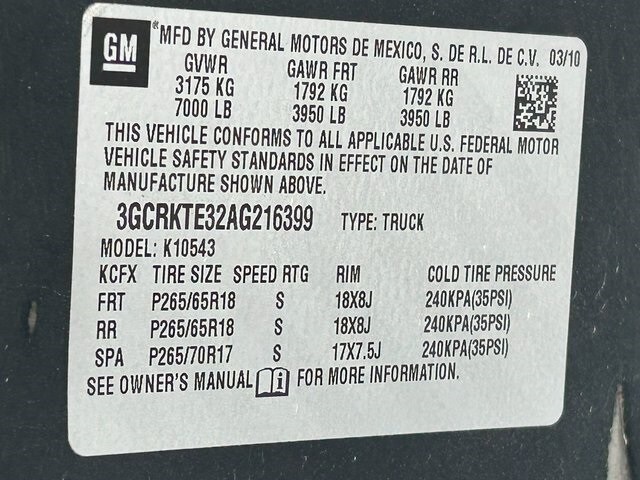 GM
*MFD BY GENERAL MOTORS DE MEXICO, S. DE R.L. DE C.V. 03/10
GVWR GAWR FRT GAWR RR
3175 KG 1792 KG 1792 KG
7000 LB 3950 LB 3950 LB
THIS VEHICLE CONFORMS TO ALL APPLICABLE U.S. FEDERAL MOTOR
VEHICLE SAFETY STANDARDS IN EFFECT ON THE DATE OF
MANUFACTURE SHOWN ABOVE.
3GCRKTE32AG216399 TYPE: TRUCK
MODEL: K10543
KCFX TIRE SIZE SPEED RTG RIM COLD TIRE PRESSURE
FRT P265/65R18 S 18X8J 240KPA(35PSI)
RR P265/65R18 S 18X8J 240KPA(35PSI)
SPA P265/70R17 S 17X7.5J 240KPA(35PSI)
SEE OWNER'S MANUAL i FOR MORE INFORMATION.